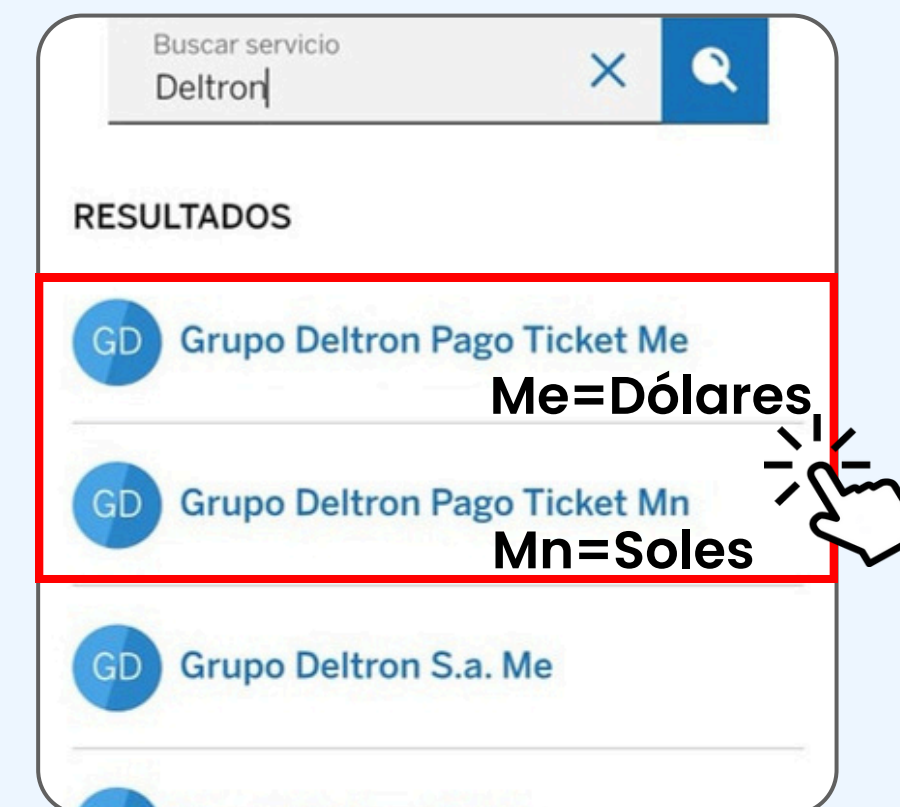 Buscar servicio
Deltron
RESULTADOS
GD Grupo Deltron Pago Ticket Me
Me=Dólares
GD Grupo Deltron Pago Ticket Mn
Mn=Soles
GD Grupo Deltron S.a. Me